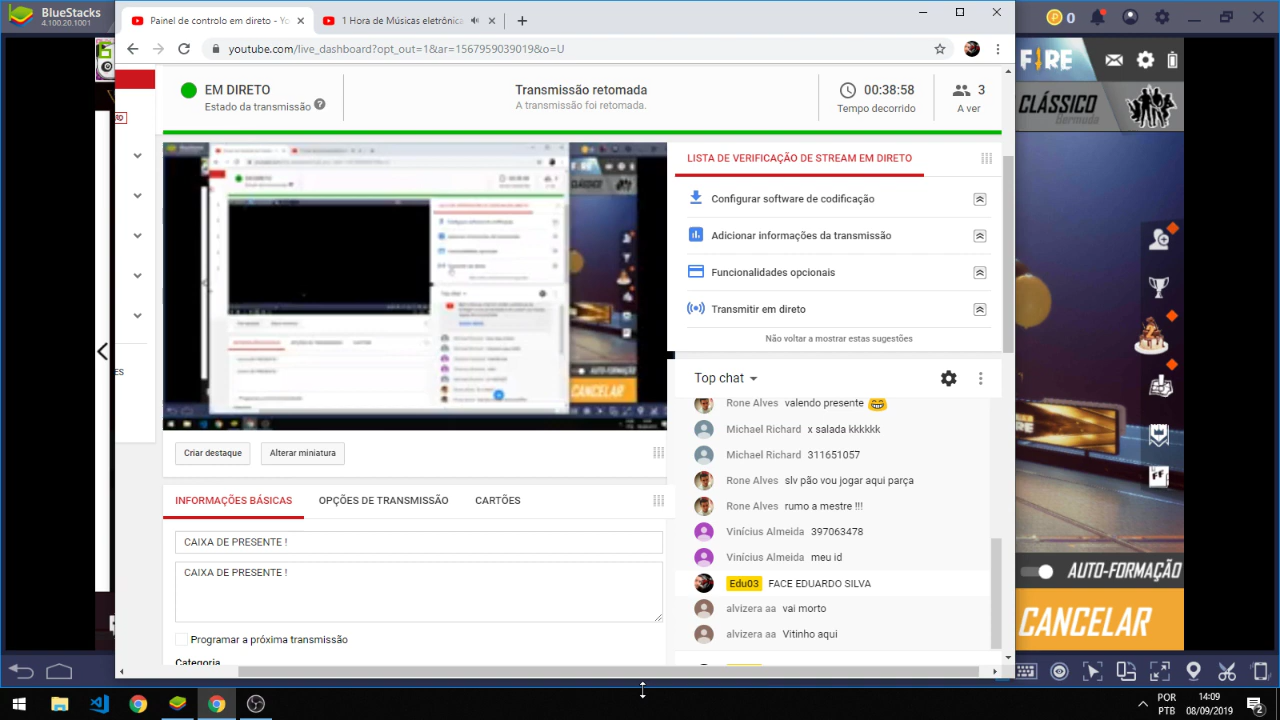 BlueStacks
4.100.20.1001
Painel de controlo em direto - Yo
1 Hora de Músicas eletrônica
0
youtube.com/live_dashboard?opt_out=1&ar=1567959039019&o=U
EM DIRETO
Estado da transmissão
Transmissão retomada
A transmissão foi retomada.
00:38:58
Tempo decorrido
3
A ver
FIRE
CLÁSSICO
Bermuda
LISTA DE VERIFICAÇÃO DE STREAM EM DIRETO
Configurar software de codificação
Adicionar informações da transmissão
Funcionalidades opcionais
Transmitir em direto
Não voltar a mostrar estas sugestões
ES
CANCELAR
Top chat
Rone Alves valendo presente
Michael Richard x salada kkkkkk
Michael Richard 311651057
Rone Alves slv pão vou jogar aqui parça
Rone Alves rumo a mestre !!!
Vinícius Almeida 397063478
Vinícius Almeida meu id
Edu03 FACE EDUARDO SILVA
alvizera aa vai morto
alvizera aa Vitinho aqui
Criar destaque
Alterar miniatura
INFORMAÇÕES BÁSICAS
OPÇÕES DE TRANSMISSÃO
CARTÕES
CAIXA DE PRESENTE !
CAIXA DE PRESENTE !
Programar a próxima transmissão
Categoria
AUTO-FORMAÇÃO
CANCELAR
POR
PTB
14:09
08/09/2019
2